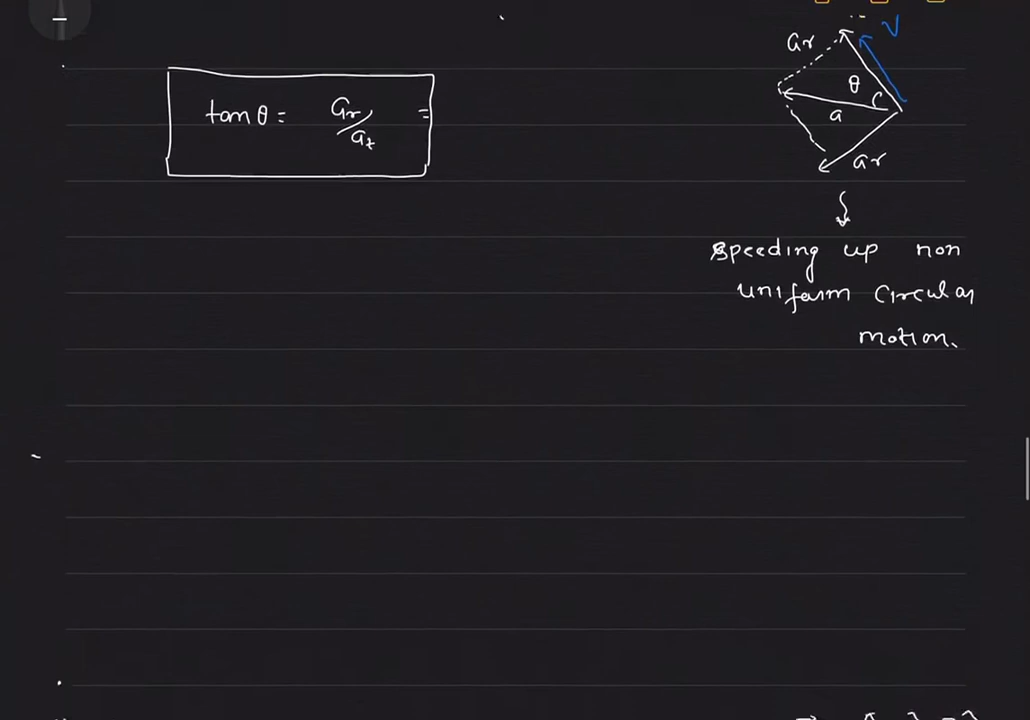 V
ar
tan θ = ar/at =
θ
a
ar
speeding up non
uniform circular
motion.